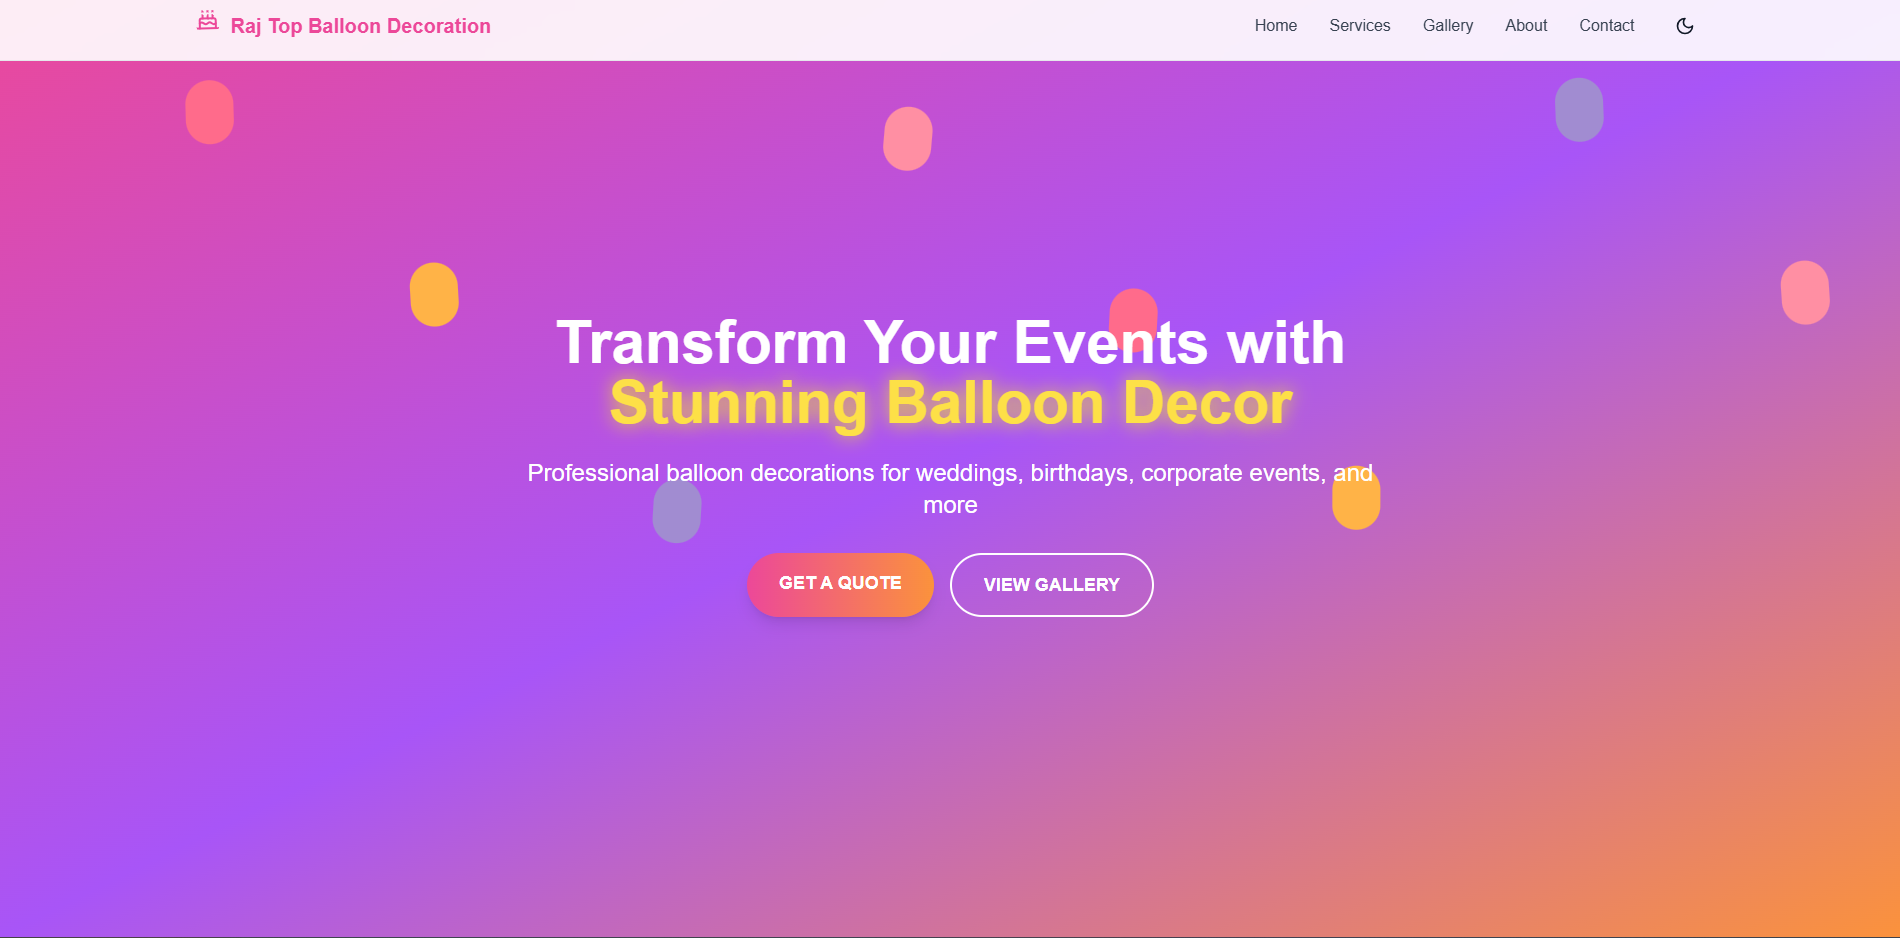 Raj Top Balloon Decoration
Home Services Gallery About Contact
Transform Your Events with
Stunning Balloon Decor
Professional balloon decorations for weddings, birthdays, corporate events, and
more
GET A QUOTE
VIEW GALLERY